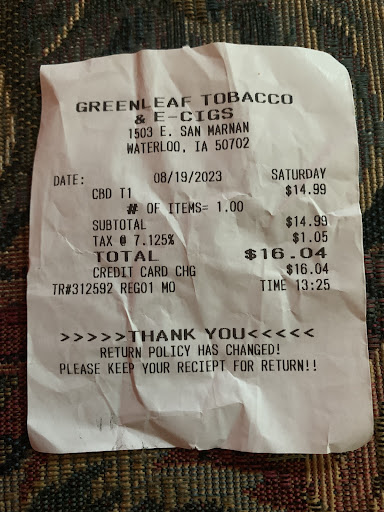 GREENLEAF TOBACCO
& E-CIGS
1503 E. SAN MARNAN
WATERLOO, IA 50702
DATE: 08/19/2023 SATURDAY
CBD T1 $14.99
# OF ITEMS= 1.00
SUBTOTAL $14.99
TAX @ 7.125% $1.05
TOTAL $16.04
CREDIT CARD CHG $16.04
TR#312592 REG01 MO TIME 13:25
>>>>>THANK YOU<<<<<
RETURN POLICY HAS CHANGED!
PLEASE KEEP YOUR RECIEPT FOR RETURN!!